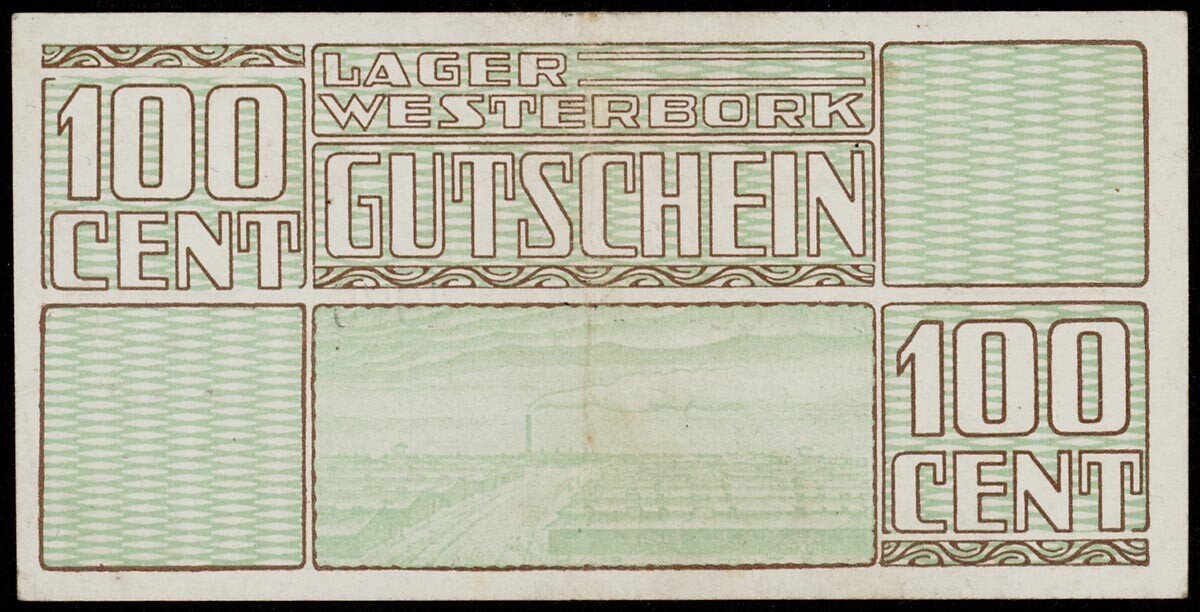 100
CENT
LAGER
WESTERBORK
GUTSCHEIN
100
CENT